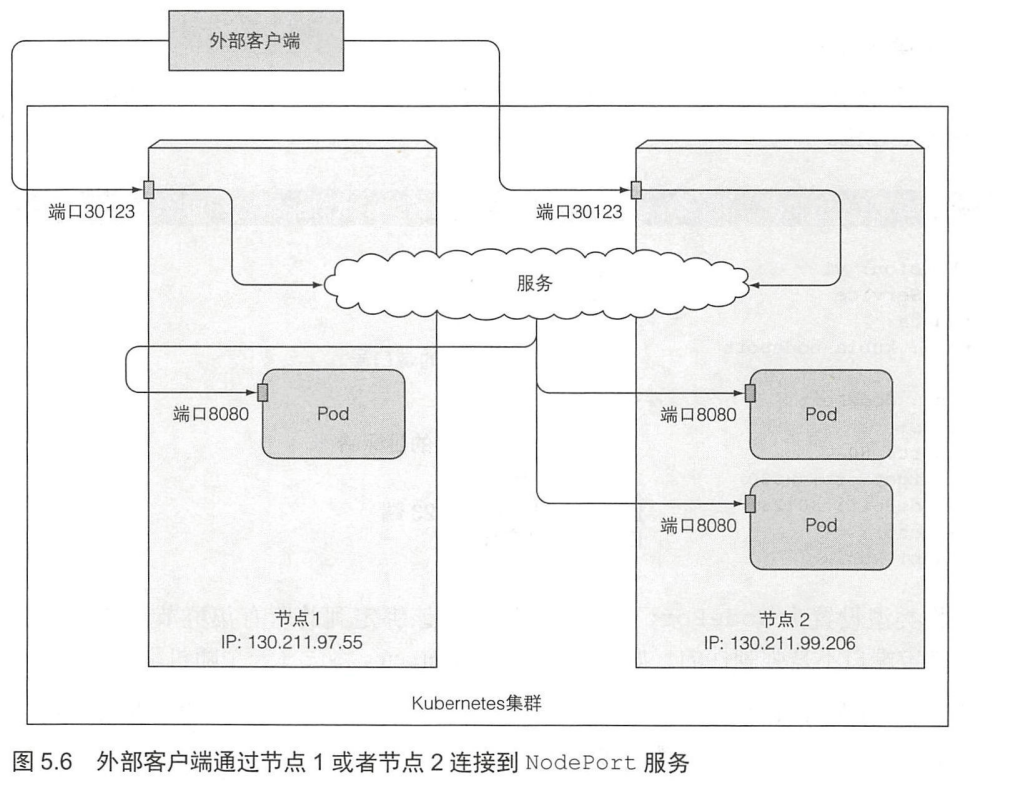 外部客户端
端口30123
端口30123
服务
端口8080
Pod
端口8080
Pod
端口8080
Pod
节点1
IP: 130.211.97.55
节点 2
IP: 130.211.99.206
Kubernetes集群
图 5.6 外部客户端通过节点 1 或者节点 2 连接到 NodePort 服务